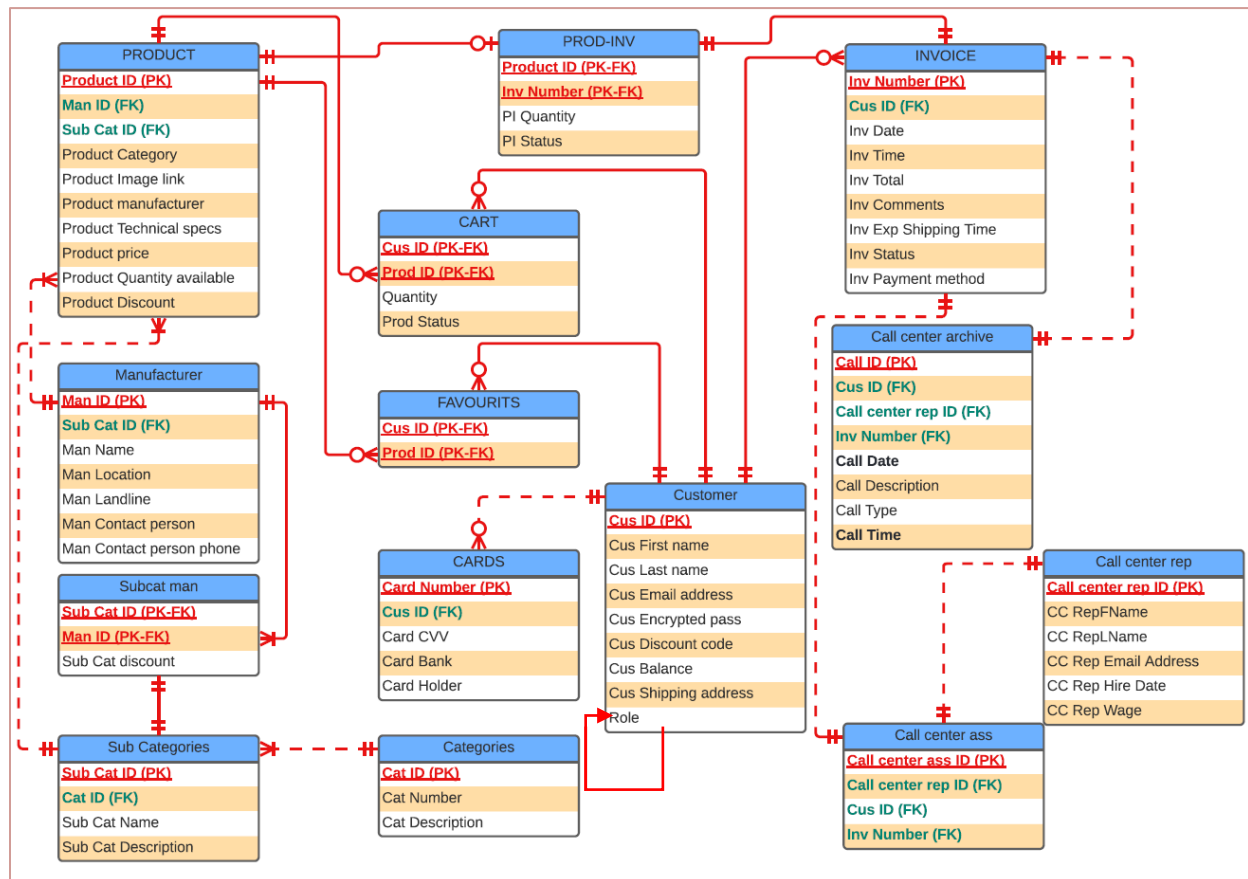 PRODUCT
Product ID (PK)
Man ID (FK)
Sub Cat ID (FK)
Product Category
Product Image link
Product manufacturer
Product Technical specs
Product price
Product Quantity available
Product Discount
PROD-INV
Product ID (PK-FK)
Inv Number (PK-FK)
PI Quantity
PI Status
INVOICE
Inv Number (PK)
Cus ID (FK)
Inv Date
Inv Time
Inv Total
Inv Comments
Inv Exp Shipping Time
Inv Status
Inv Payment method
CART
Cus ID (PK-FK)
Prod ID (PK-FK)
Quantity
Prod Status
Manufacturer
Man ID (PK)
Sub Cat ID (FK)
Man Name
Man Location
Man Landline
Man Contact person
Man Contact person phone
FAVOURITS
Cus ID (PK-FK)
Prod ID (PK-FK)
Call center archive
Call ID (PK)
Cus ID (FK)
Call center rep ID (FK)
Inv Number (FK)
Call Date
Call Description
Call Type
Call Time
Subcat man
Sub Cat ID (PK-FK)
Man ID (PK-FK)
Sub Cat discount
CARDS
Card Number (PK)
Cus ID (FK)
Card CVV
Card Bank
Card Holder
Customer
Cus ID (PK)
Cus First name
Cus Last name
Cus Email address
Cus Encrypted pass
Cus Discount code
Cus Balance
Cus Shipping address
Role
Call center rep
Call center rep ID (PK)
CC RepFName
CC RepLName
CC Rep Email Address
CC Rep Hire Date
CC Rep Wage
Sub Categories
Sub Cat ID (PK)
Cat ID (FK)
Sub Cat Name
Sub Cat Description
Categories
Cat ID (PK)
Cat Number
Cat Description
Call center ass
Call center ass ID (PK)
Call center rep ID (FK)
Cus ID (FK)
Inv Number (FK)